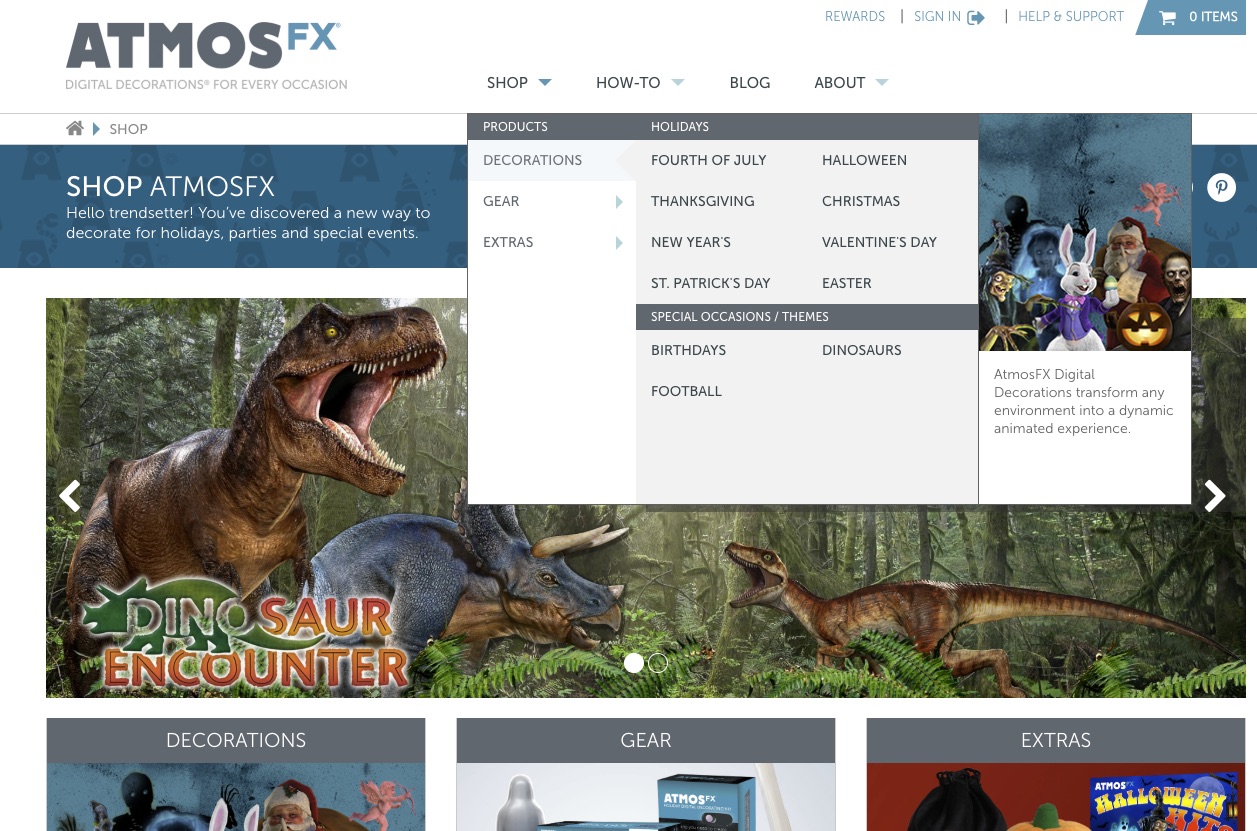 REWARDS | SIGN IN | HELP & SUPPORT 0 ITEMS
ATMOSFX®
DIGITAL DECORATIONS® FOR EVERY OCCASION
SHOP HOW-TO BLOG ABOUT
SHOP
PRODUCTS
DECORATIONS
GEAR
EXTRAS
HOLIDAYS
FOURTH OF JULY HALLOWEEN
THANKSGIVING CHRISTMAS
NEW YEAR'S VALENTINE'S DAY
ST. PATRICK'S DAY EASTER
SPECIAL OCCASIONS / THEMES
BIRTHDAYS DINOSAURS
FOOTBALL
AtmosFX Digital
Decorations transform any
environment into a dynamic
animated experience.
SHOP ATMOSFX
Hello trendsetter! You've discovered a new way to
decorate for holidays, parties and special events.
DINOSAUR
ENCOUNTER
DECORATIONS
GEAR
ATMOSFX
EXTRAS
ATMOSFX
HALLOWEEN
HITS